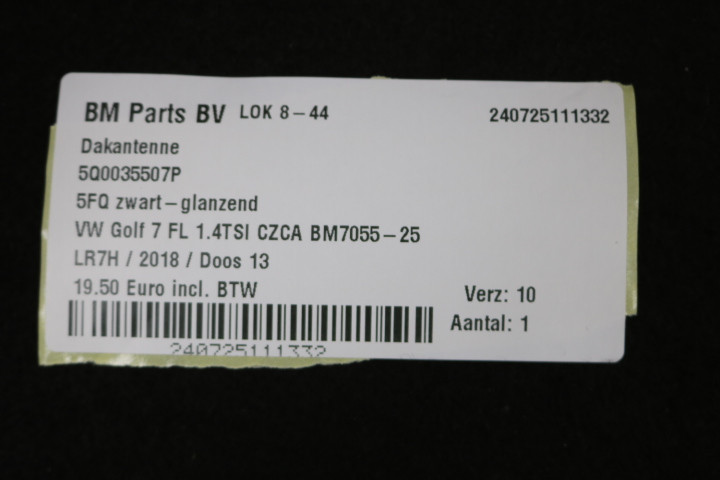 BM Parts BV LOK 8-44 240725111332
Dakantenne
5Q0035507P
5FQ zwart-glanzend
VW Golf 7 FL 1.4TSI CZCA BM7055-25
LR7H / 2018 / Doos 13
19.50 Euro incl. BTW Verz: 10
Aantal: 1
240725111332